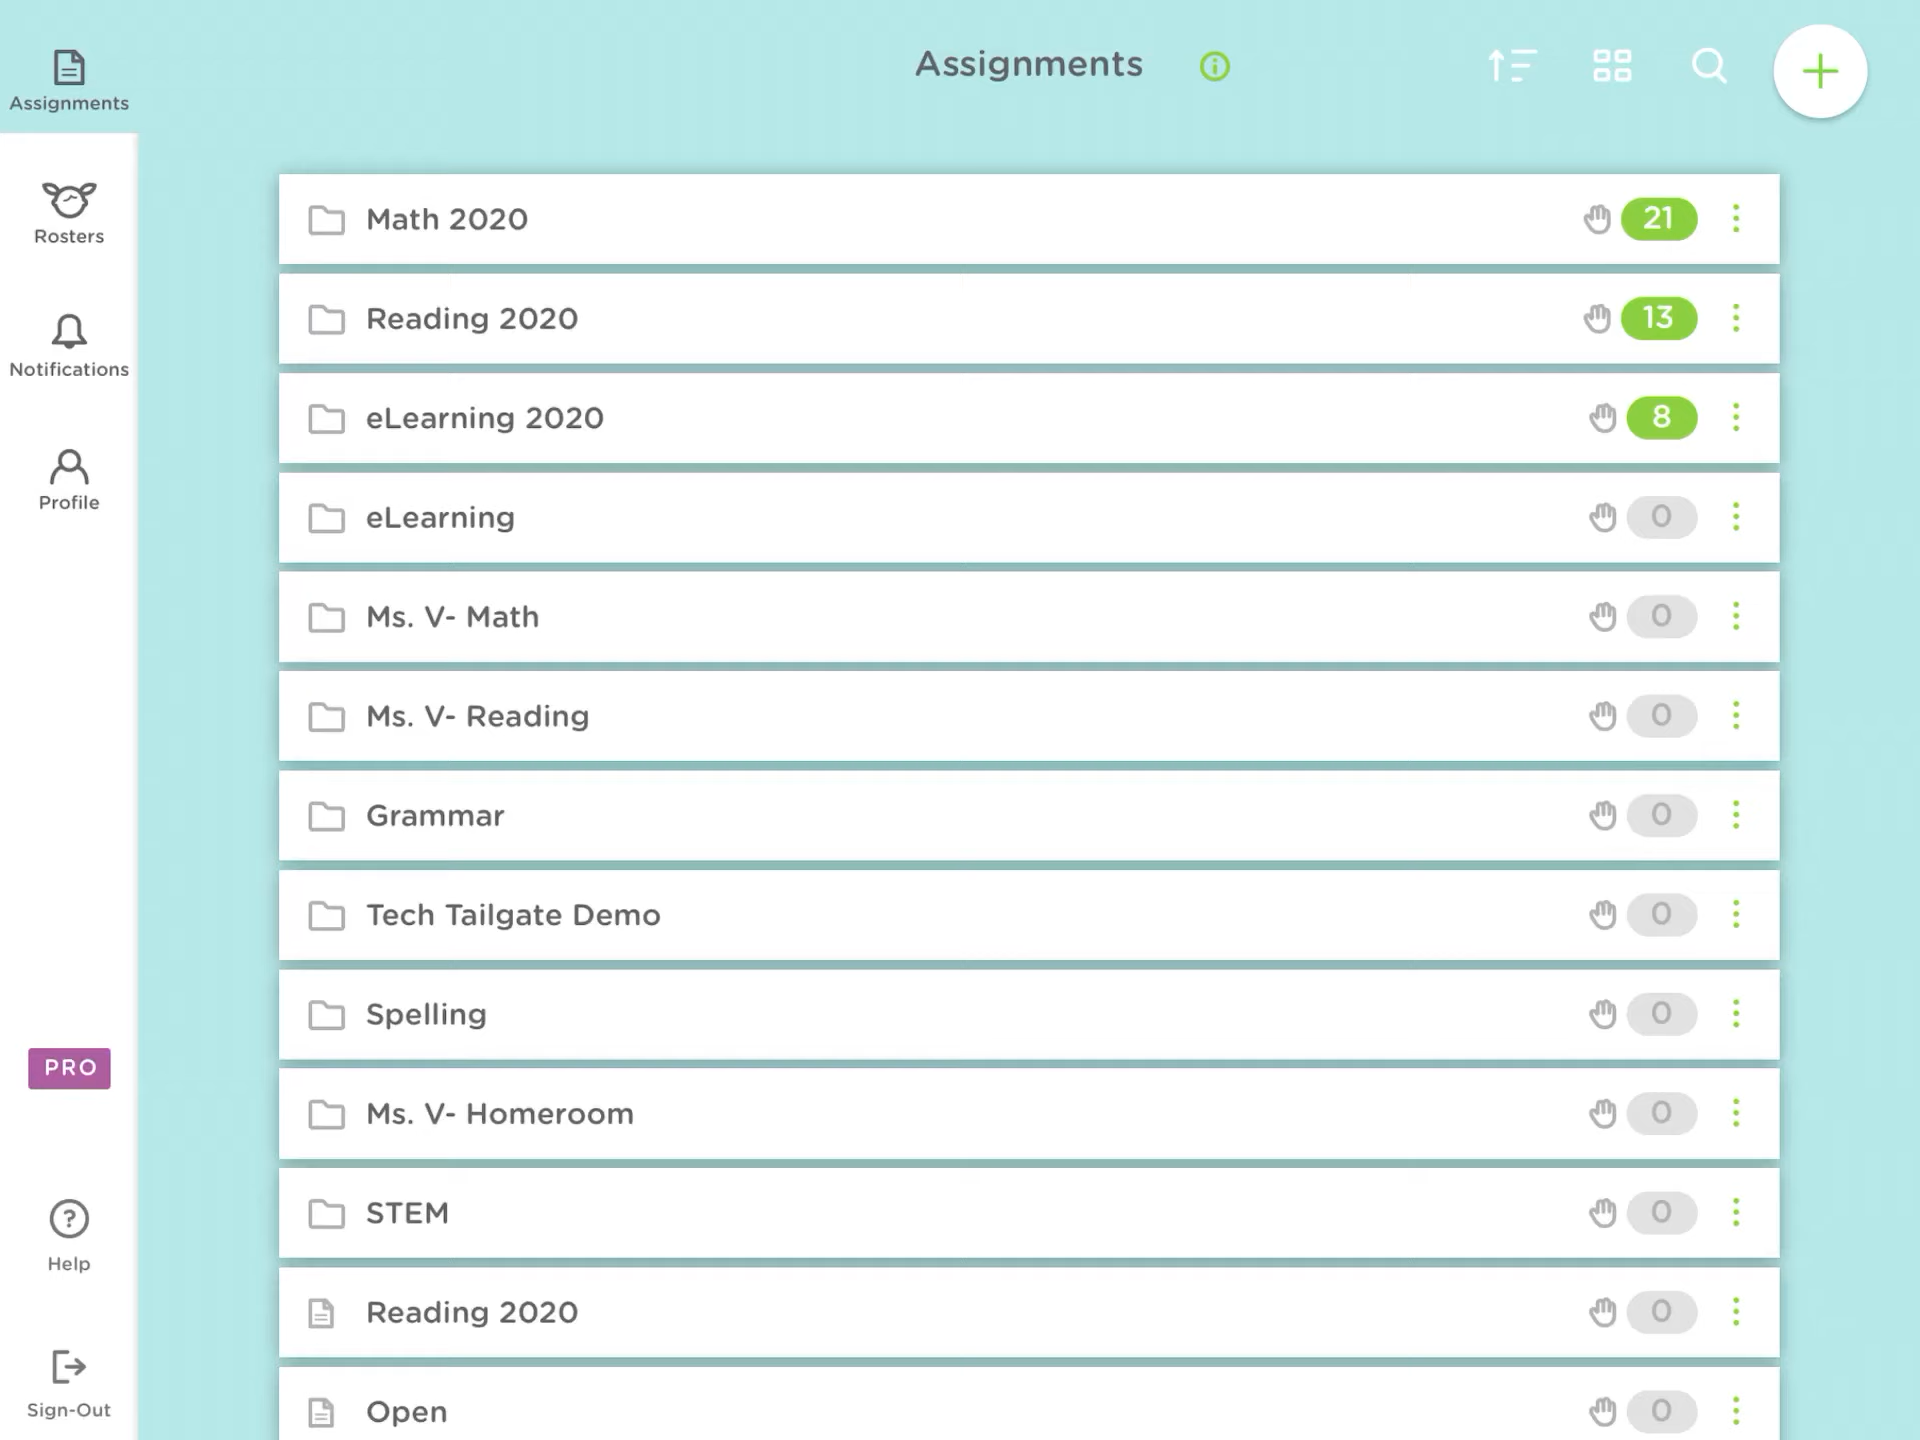 Assignments
Assignments
Rosters
Notifications
Profile
PRO
Help
Sign-Out
Math 2020 21
Reading 2020 13
eLearning 2020 8
eLearning 0
Ms. V- Math 0
Ms. V- Reading 0
Grammar 0
Tech Tailgate Demo 0
Spelling 0
Ms. V- Homeroom 0
STEM 0
Reading 2020 0
Open 0